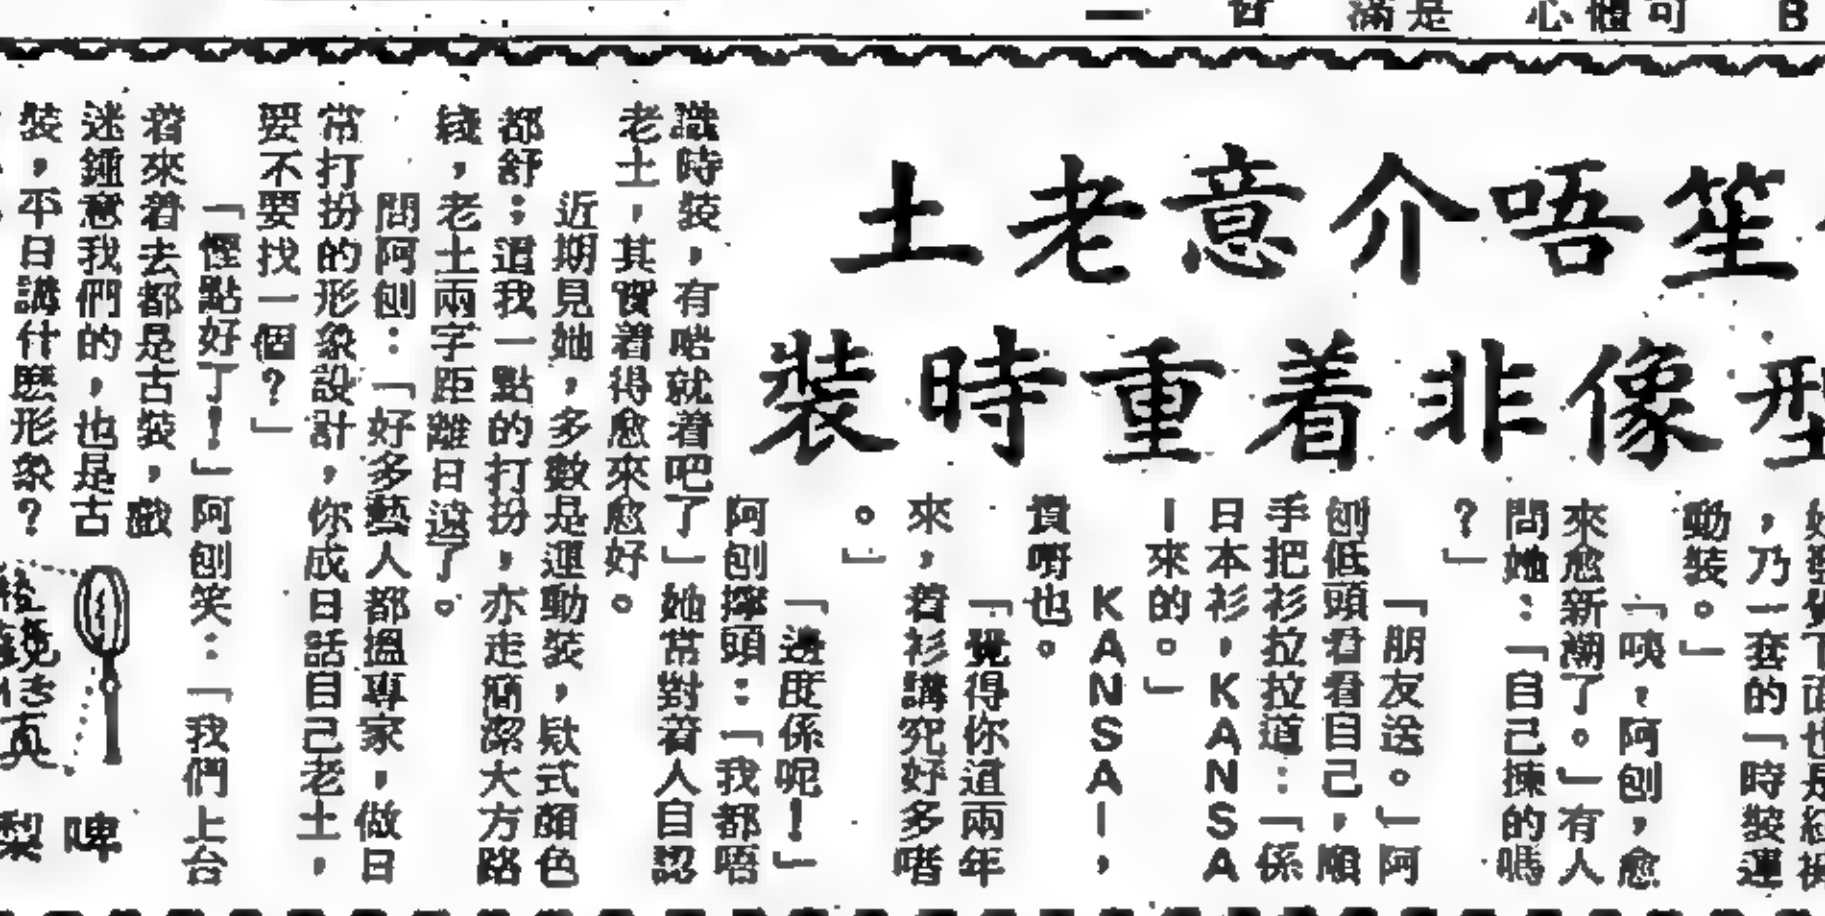 笙唔介意老土
型像非着重時裝
，乃一套的「時裝運
動裝。」
「咦，阿刨，愈
來愈新潮了。」有人
問她：「自己揀的嗎
？」
「朋友送。」阿
刨低頭看看自己，順
手把衫拉拉道：「係
日本衫，KANSA
I來的。」
KANSAI，
貴嘢也。
「覺得你這兩年
來，着衫講究好多啫
。」
「過度係呢！」
阿刨擰頭：「我都唔
識時裝，有啱就着吧了」她常對着人自認
老土，其實着得愈來愈好。
近期見她，多數是運動裝，欵式顏色
都舒；這我一點的打扮，亦走簡潔大方路
綫，老土兩字距離日遠了。
問阿刨：「好多藝人都搵專家，做日
常打扮的形象設計，你成日話自己老土，
要不要找一個？」
「慳點好了！」阿刨笑：「我們上台
着來着去都是古裝，戲
迷鍾意我們的，也是古
裝，平日講什麼形象？
啤梨